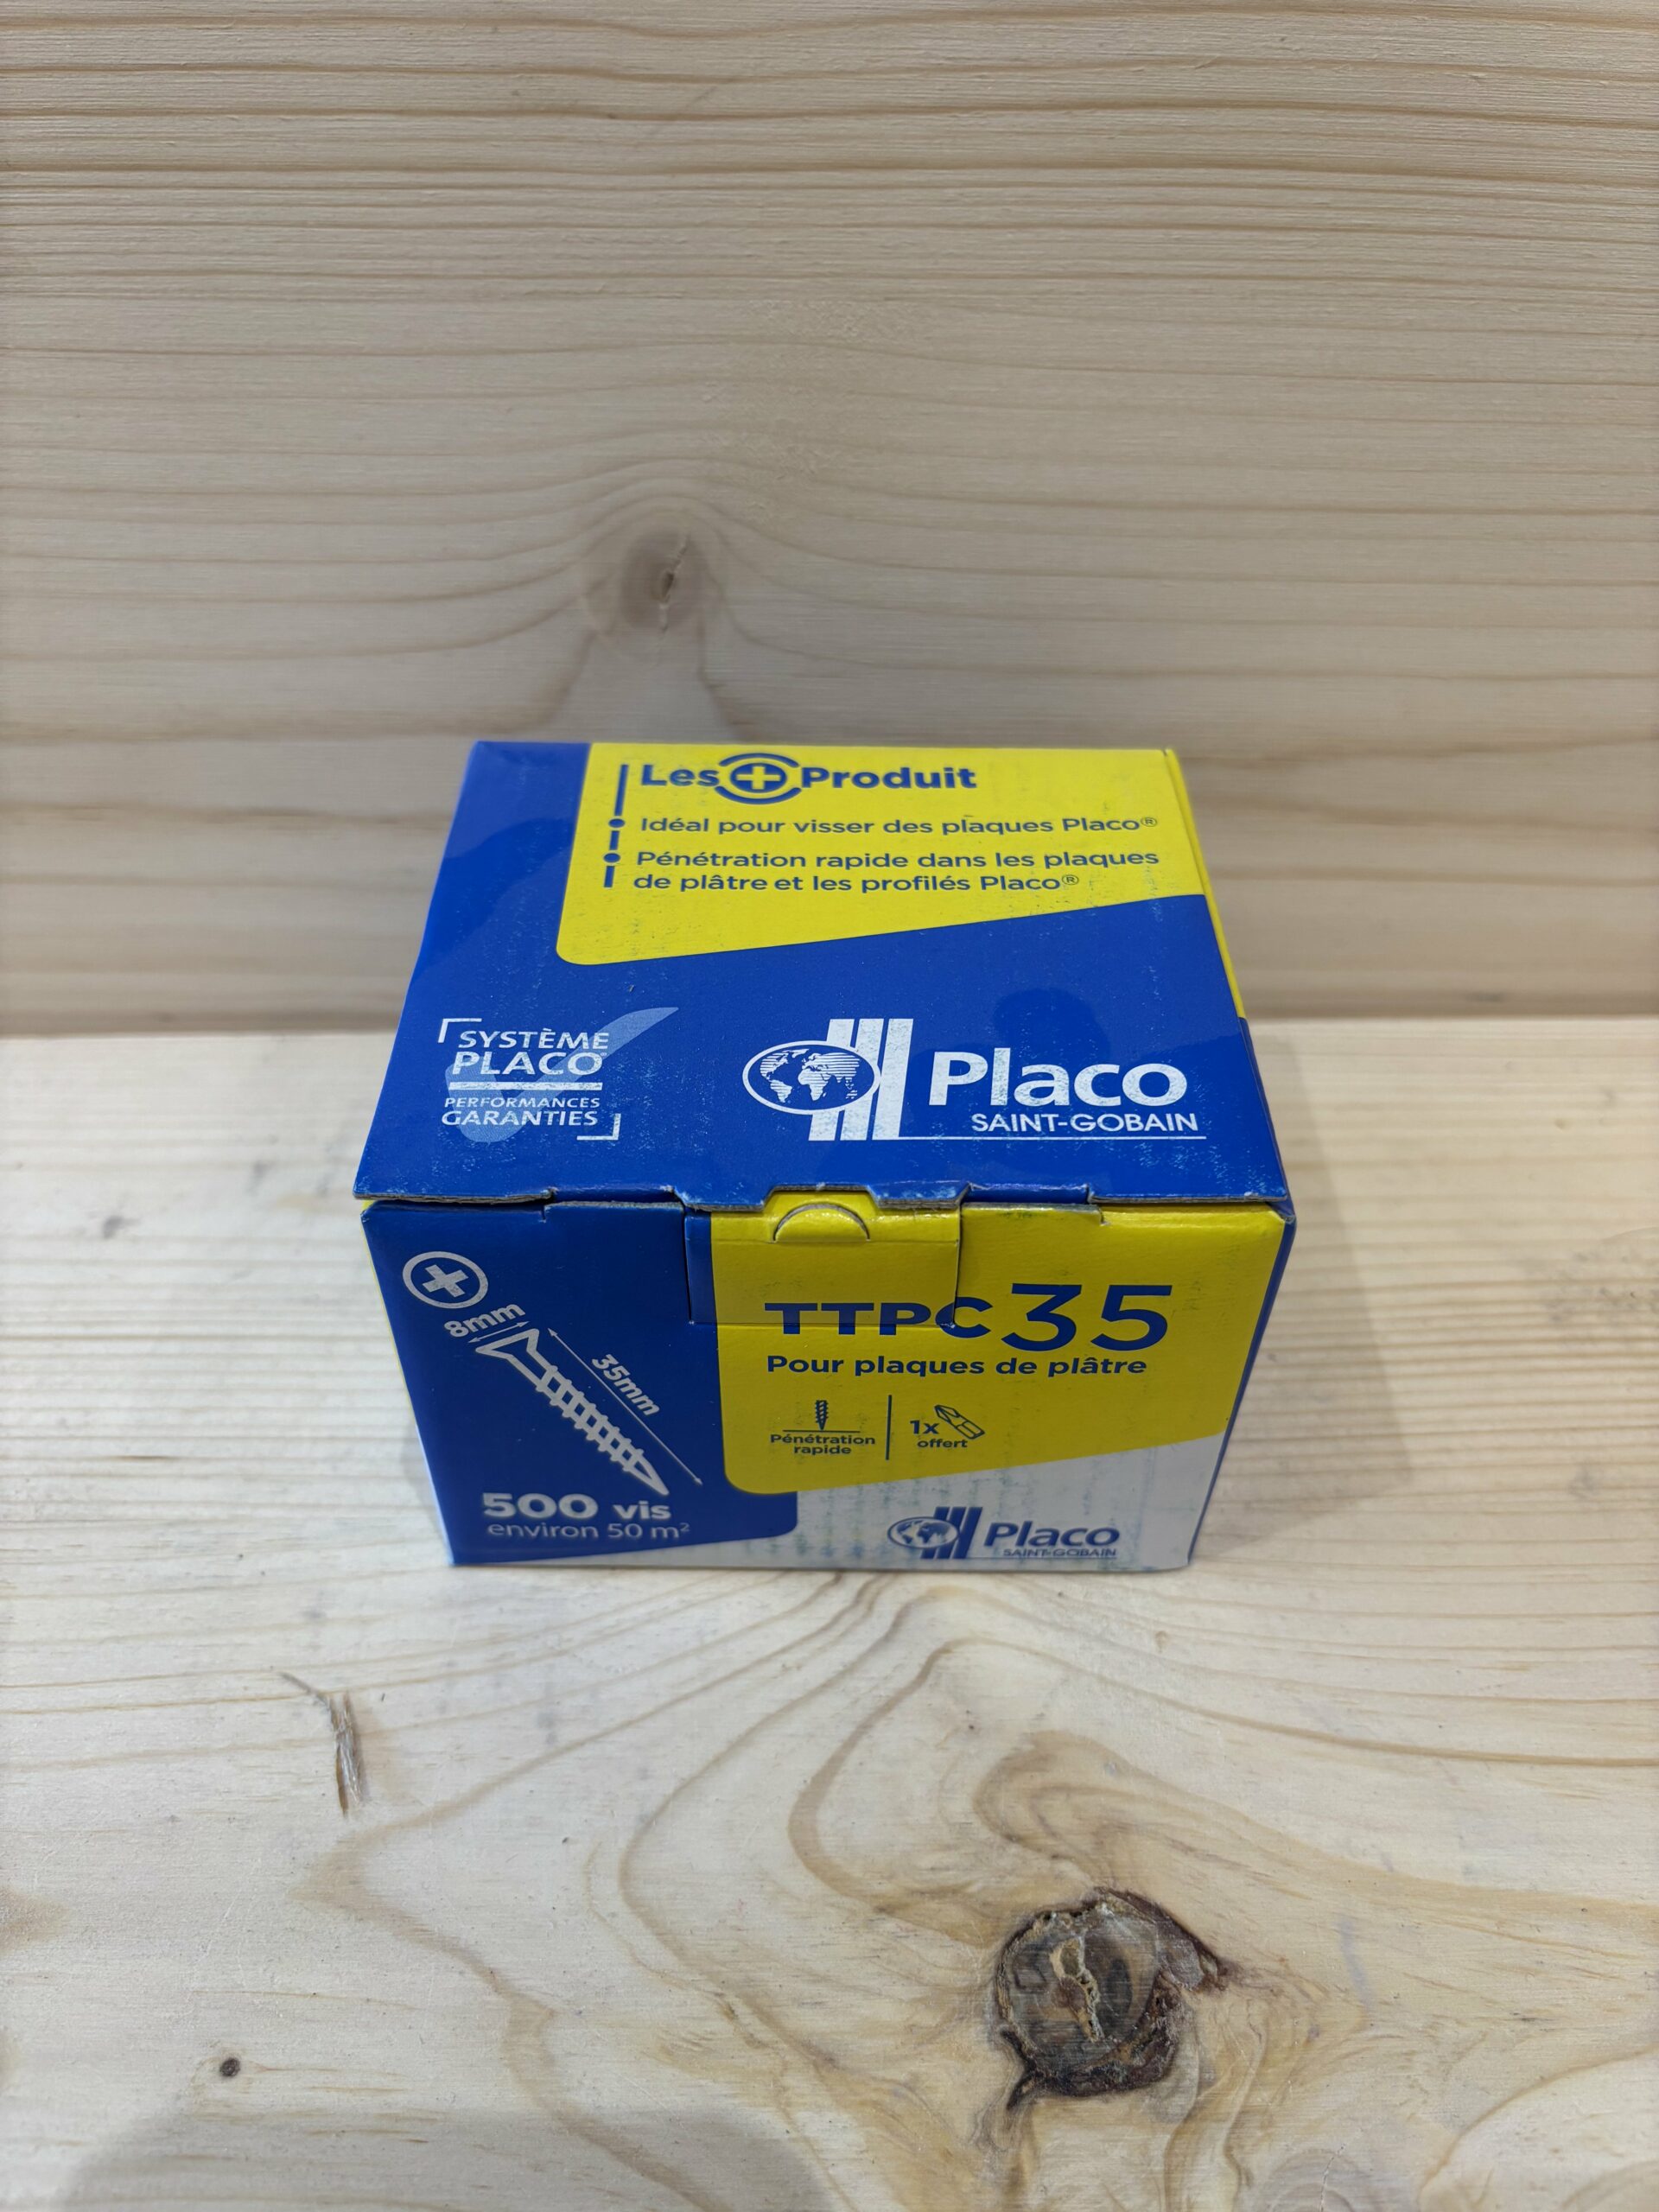 Les + Produit
Idéal pour visser des plaques Placo®
Pénétration rapide dans les plaques
de plâtre et les profilés Placo®
SYSTÈME
PLACO
PERFORMANCES
GARANTIES
Placo
SAINT-GOBAIN
8mm
35mm
500 vis
environ 50 m²
TTPC 35
Pour plaques de plâtre
Pénétration
rapide
1x
offert
Placo
SAINT-GOBAIN